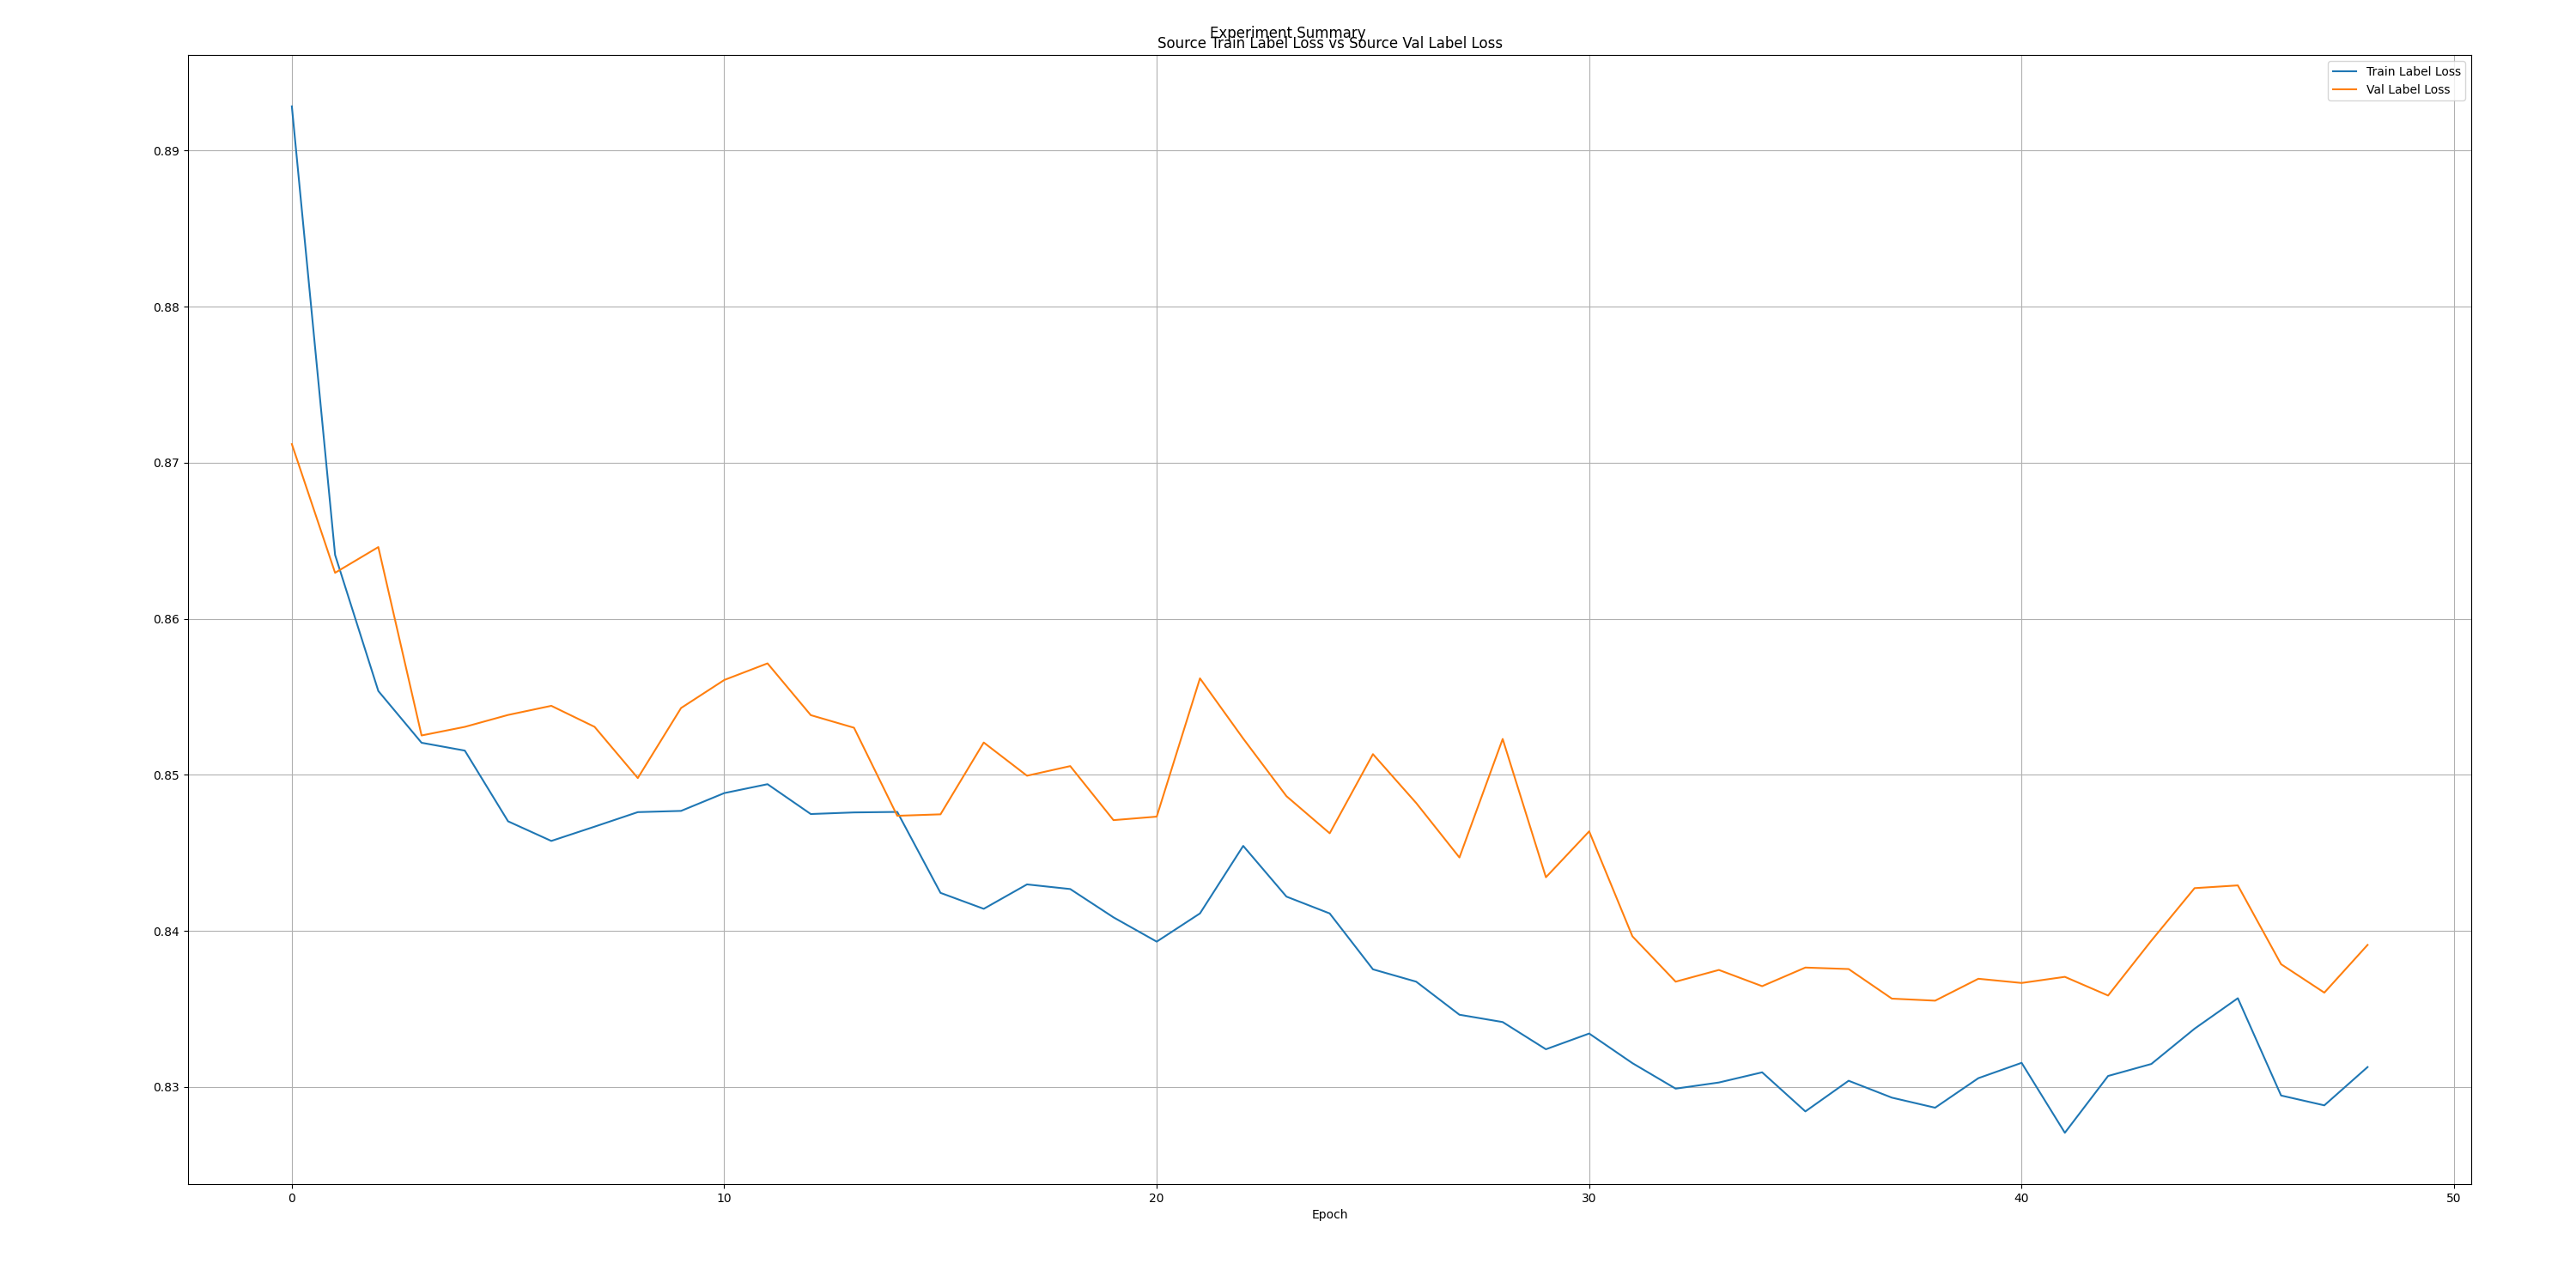 Experiment Summary
Source Train Label Loss vs Source Val Label Loss
Train Label Loss
Val Label Loss
0.89
0.88
0.87
0.86
0.85
0.84
0.83
0 10 20 30 40 50
Epoch